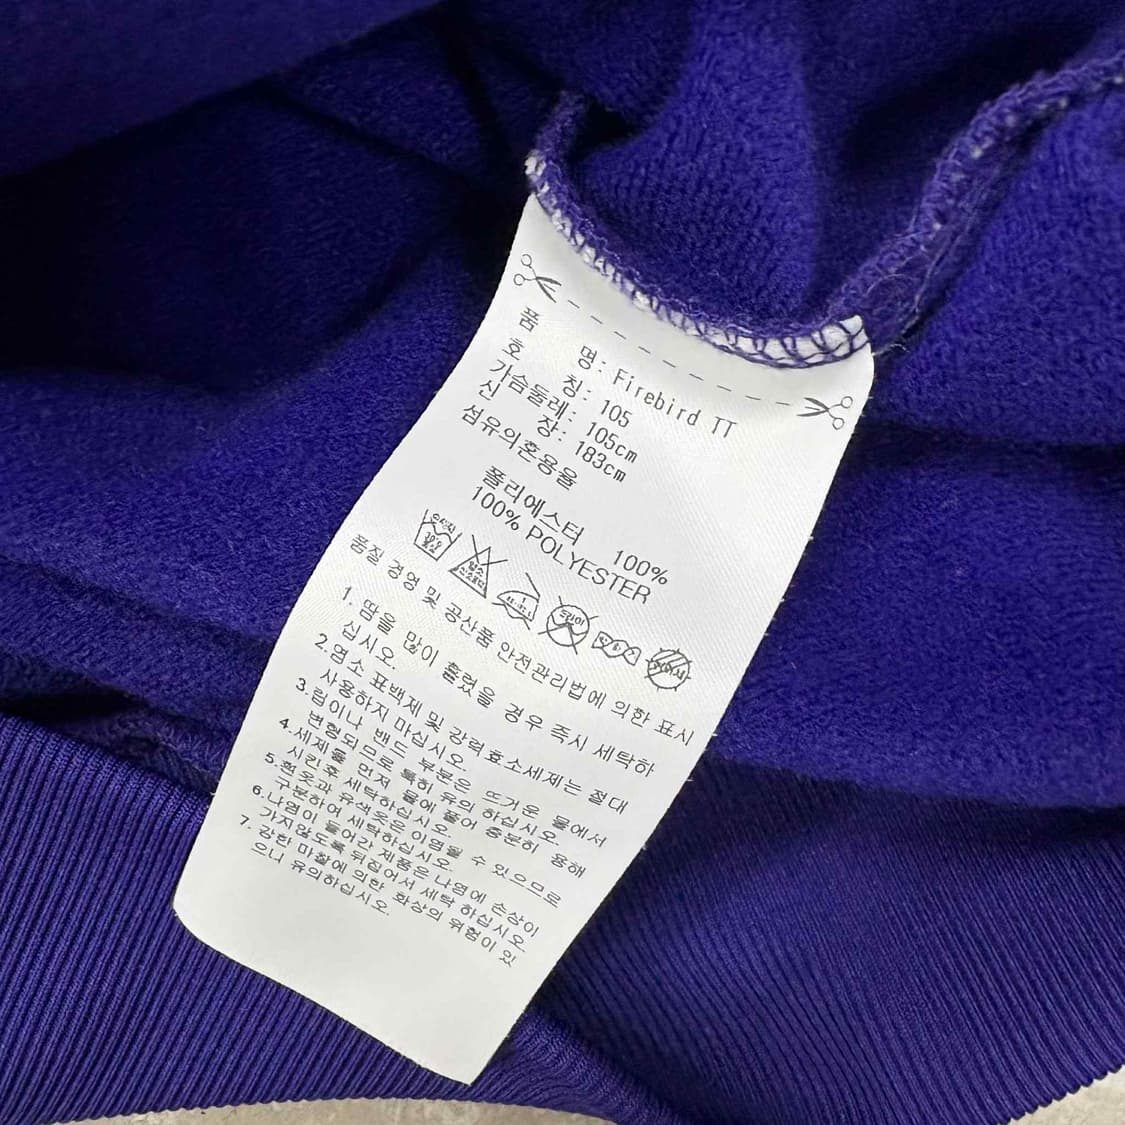 품 명: Firebird TT
호 칭: 105
가슴둘레: 105cm
신 장: 183cm
섬유의혼용율
폴리에스터 100%
100% POLYESTER
품질 경영 및 공산품 안전관리법에 의한 표시
1. 땀을 많이 흘렸을 경우 즉시 세탁하
십시오.
2.염소 표백제 및 강력효소세제는 절대
사용하지 마십시오.
3.럽이나 밴드 부분은 뜨거운 물에서
변형되므로 특히 유의 하십시오.
4.세제를 먼저 물에 풀어 충분히 용해
시킨후 세탁하십시오.
5.흰옷과 유색옷은 이염될 수 있으므로
구분하여 세탁하십시오.
6.나염이 들어간 제품은 나염에 손상이
가지않도록 뒤집어서 세탁 하십시오.
7. 강한 마찰에 의한 화상의 위험이 있
으니 유의하십시오.